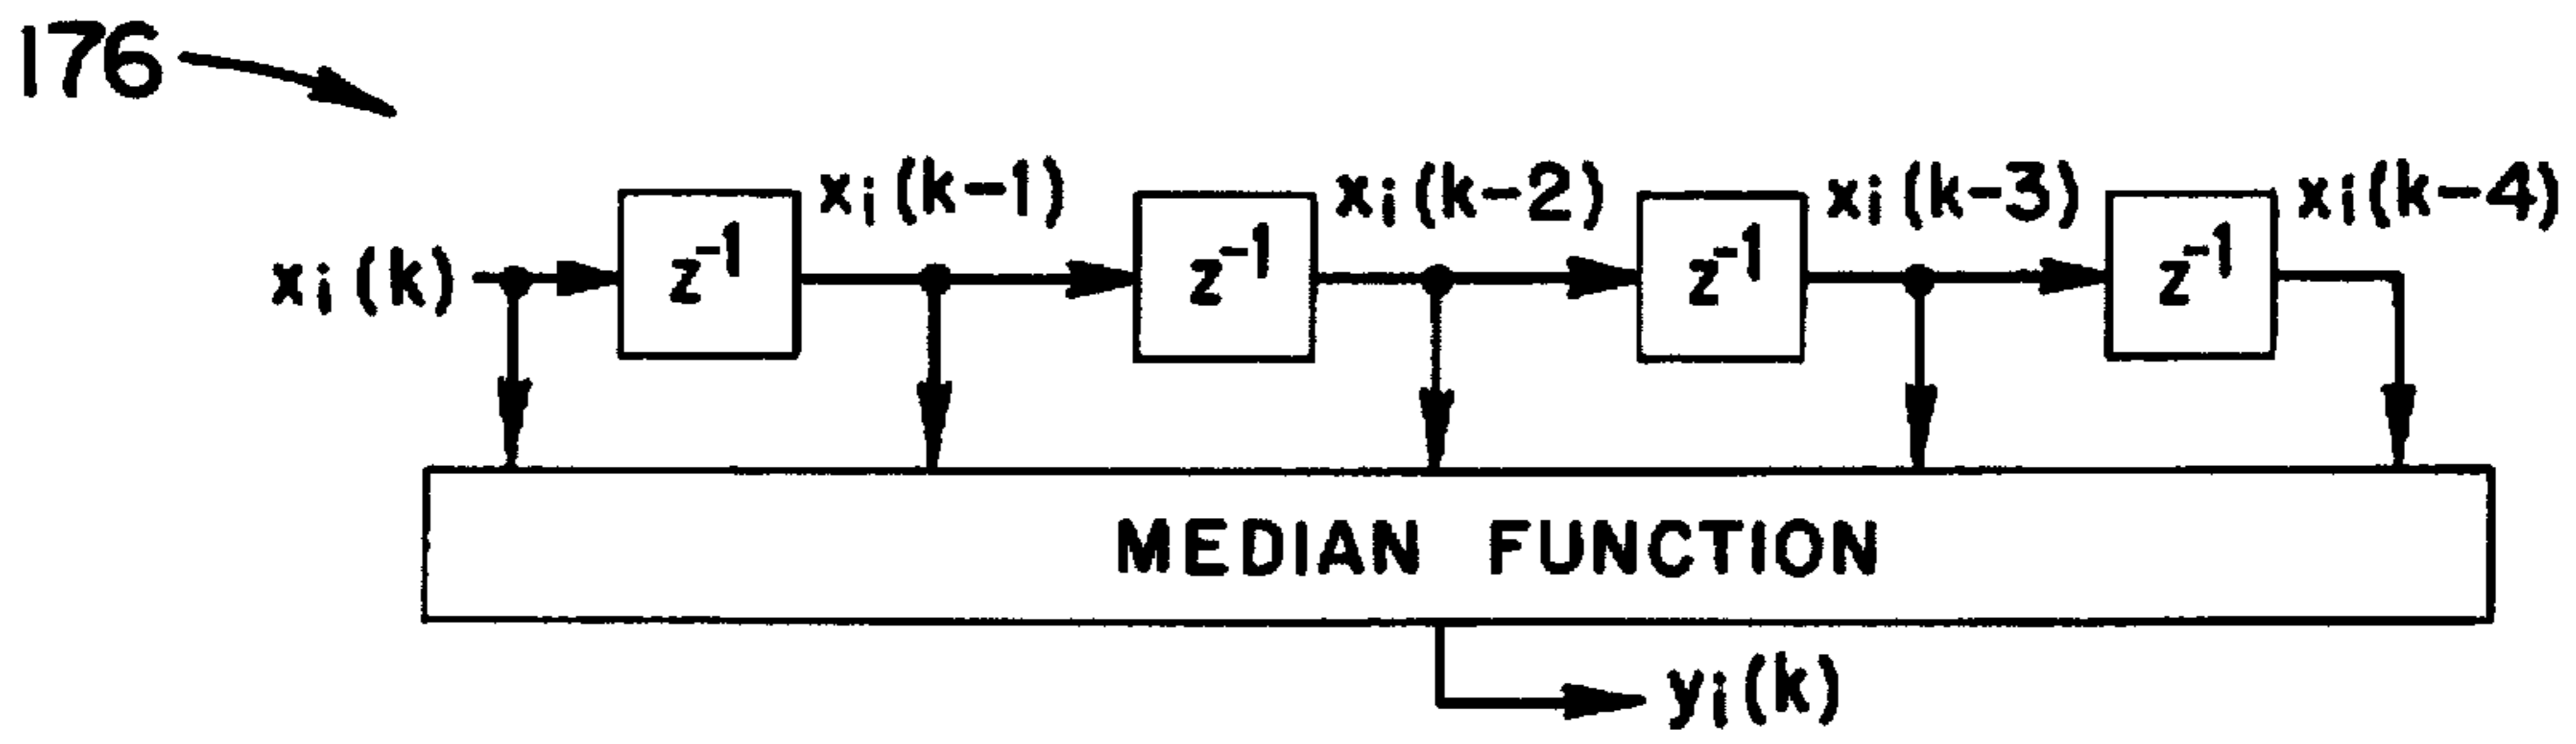 176
xi(k-1) xi(k-2) xi(k-3) xi(k-4)
xi(k) z-1 z-1 z-1 z-1
MEDIAN FUNCTION
yi(k)